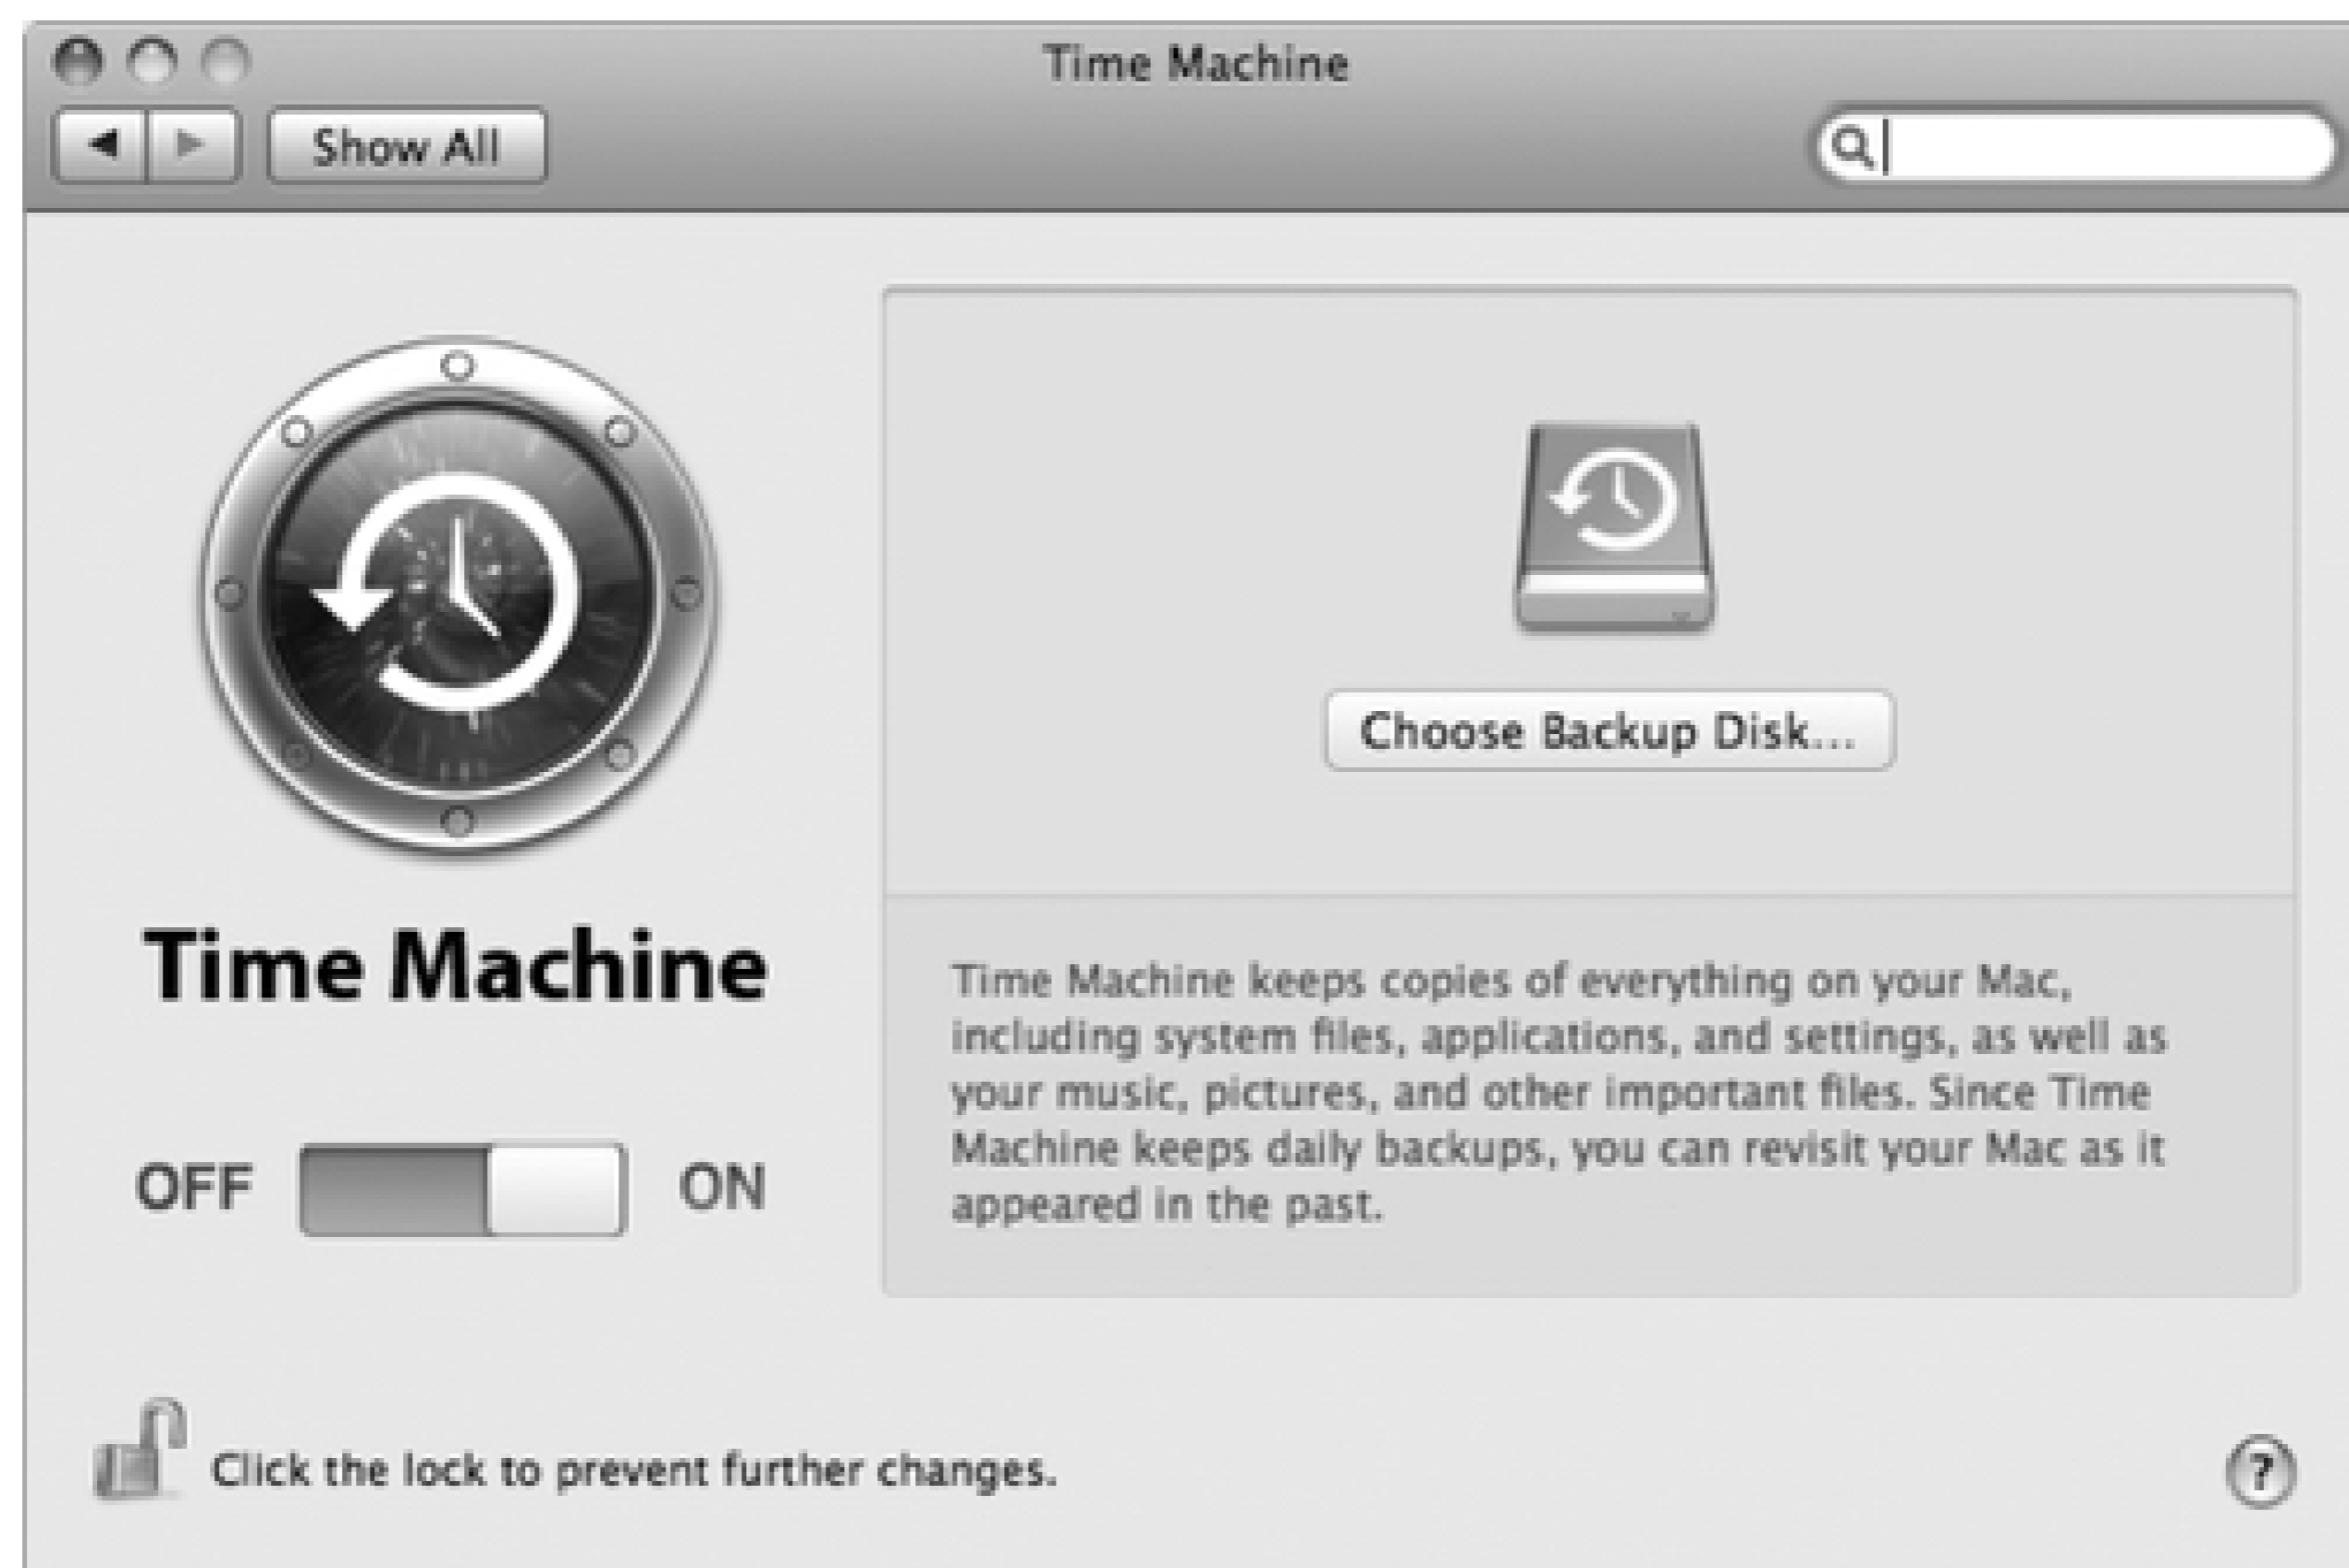 Time Machine
Show All
Time Machine
OFF ON
Choose Backup Disk...
Time Machine keeps copies of everything on your Mac,
including system files, applications, and settings, as well as
your music, pictures, and other important files. Since Time
Machine keeps daily backups, you can revisit your Mac as it
appeared in the past.
Click the lock to prevent further changes.
?